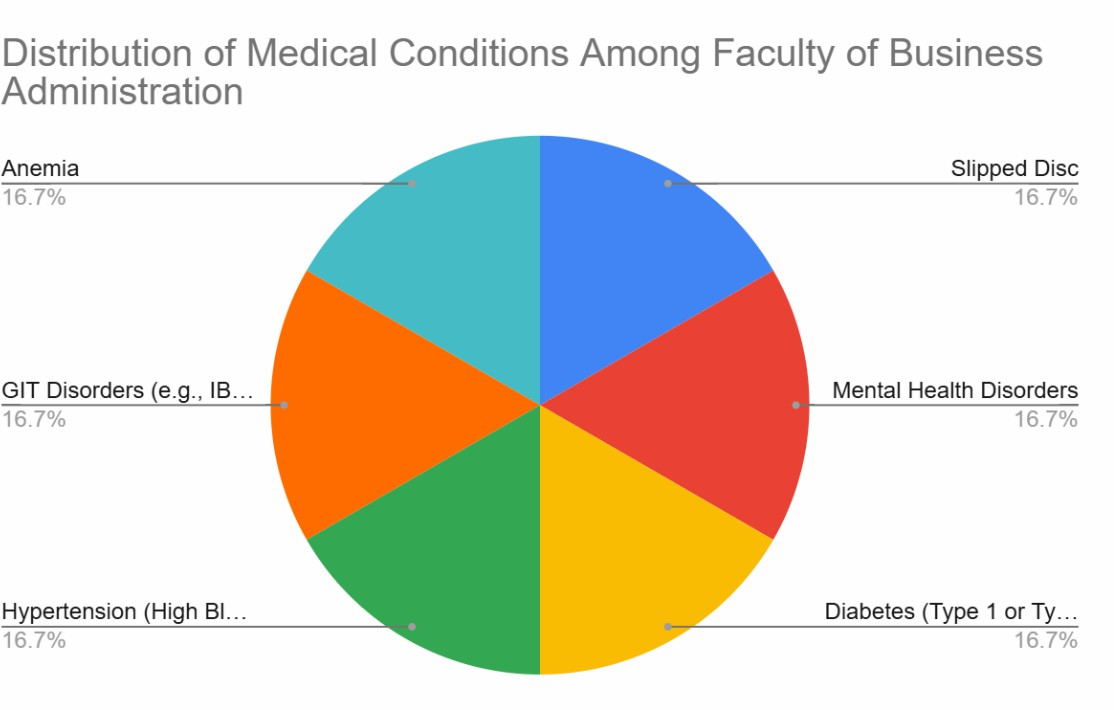 Distribution of Medical Conditions Among Faculty of Business
Administration
Anemia
16.7%
Slipped Disc
16.7%
GIT Disorders (e.g., IB…
16.7%
Mental Health Disorders
16.7%
Hypertension (High Bl…
16.7%
Diabetes (Type 1 or Ty…
16.7%